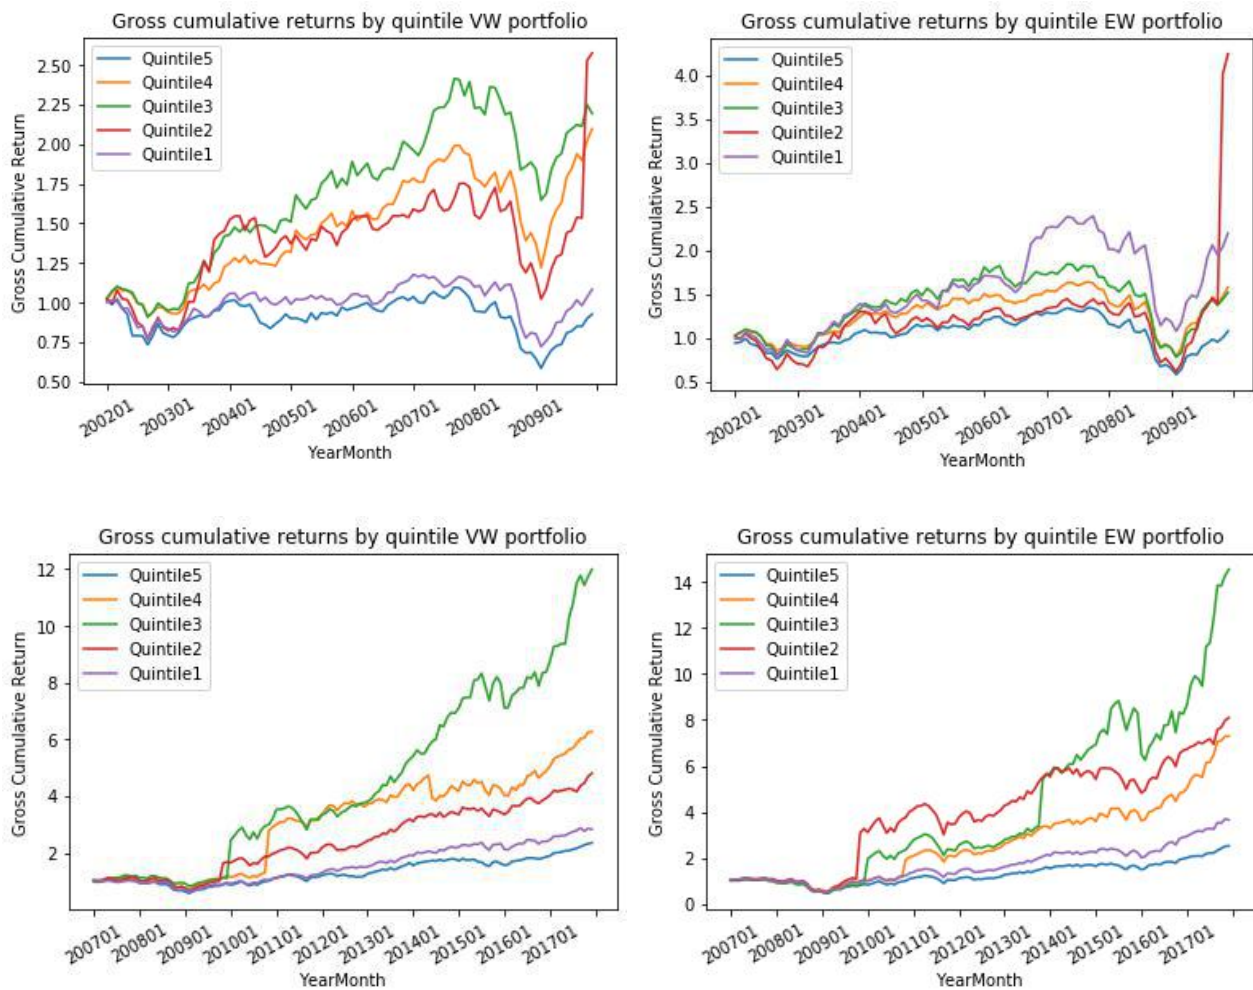 Gross cumulative returns by quintile VW portfolio
Quintile5
Quintile4
Quintile3
Quintile2
Quintile1
2.50
2.25
2.00
1.75
1.50
1.25
1.00
0.75
0.50
Gross Cumulative Return
200201
200301
200401
200501
200601
200701
200801
200901
YearMonth
Gross cumulative returns by quintile EW portfolio
Quintile5
Quintile4
Quintile3
Quintile2
Quintile1
4.0
3.5
3.0
2.5
2.0
1.5
1.0
0.5
Gross Cumulative Return
200201
200301
200401
200501
200601
200701
200801
200901
YearMonth
Gross cumulative returns by quintile VW portfolio
Quintile5
Quintile4
Quintile3
Quintile2
Quintile1
12
10
8
6
4
2
Gross Cumulative Return
200701
200801
200901
201001
201101
201201
201301
201401
201501
201601
201701
YearMonth
Gross cumulative returns by quintile EW portfolio
Quintile5
Quintile4
Quintile3
Quintile2
Quintile1
14
12
10
8
6
4
2
0
Gross Cumulative Return
200701
200801
200901
201001
201101
201201
201301
201401
201501
201601
201701
YearMonth